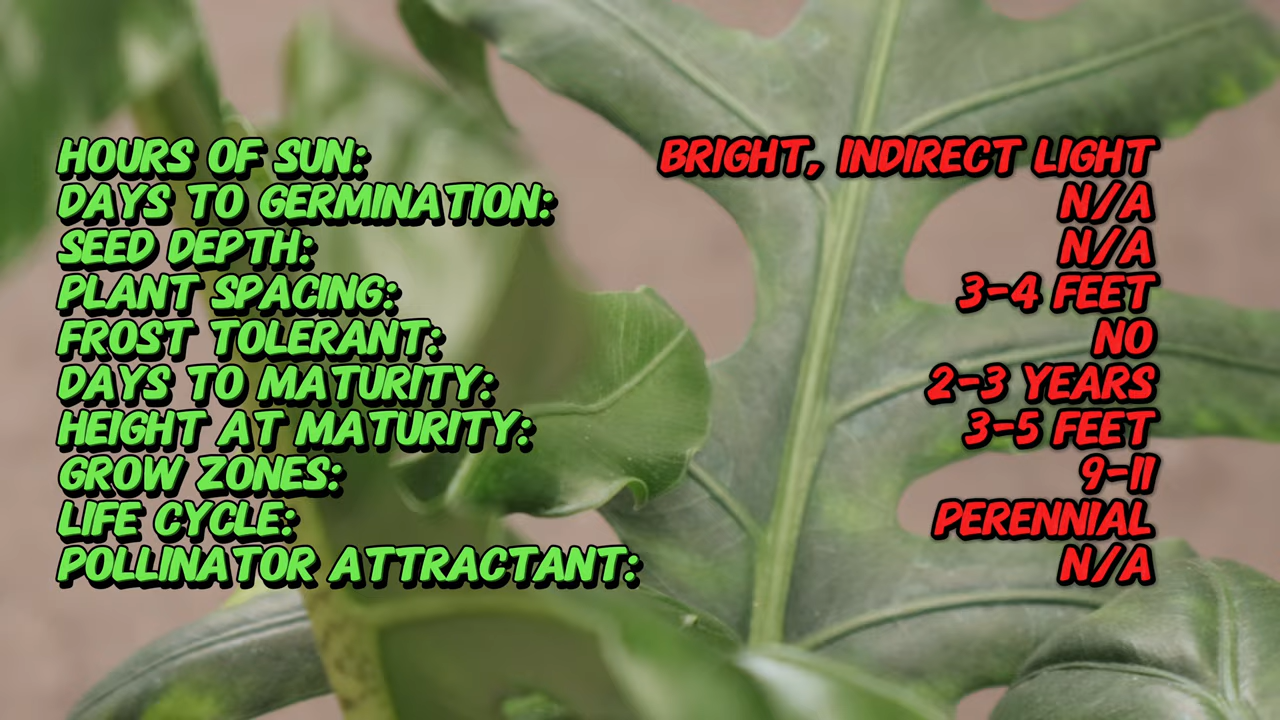 HOURS OF SUN: BRIGHT, INDIRECT LIGHT
DAYS TO GERMINATION: N/A
SEED DEPTH: N/A
PLANT SPACING: 3-4 FEET
FROST TOLERANT: NO
DAYS TO MATURITY: 2-3 YEARS
HEIGHT AT MATURITY: 3-5 FEET
GROW ZONES: 9-11
LIFE CYCLE: PERENNIAL
POLLINATOR ATTRACTANT: N/A